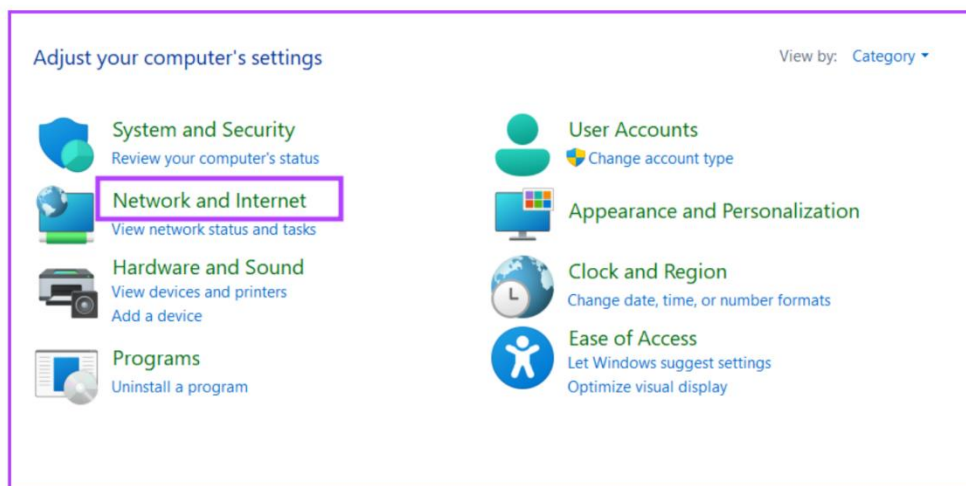 Adjust your computer's settings
View by: Category
System and Security
Review your computer's status
Network and Internet
View network status and tasks
Hardware and Sound
View devices and printers
Add a device
Programs
Uninstall a program
User Accounts
Change account type
Appearance and Personalization
Clock and Region
Change date, time, or number formats
Ease of Access
Let Windows suggest settings
Optimize visual display